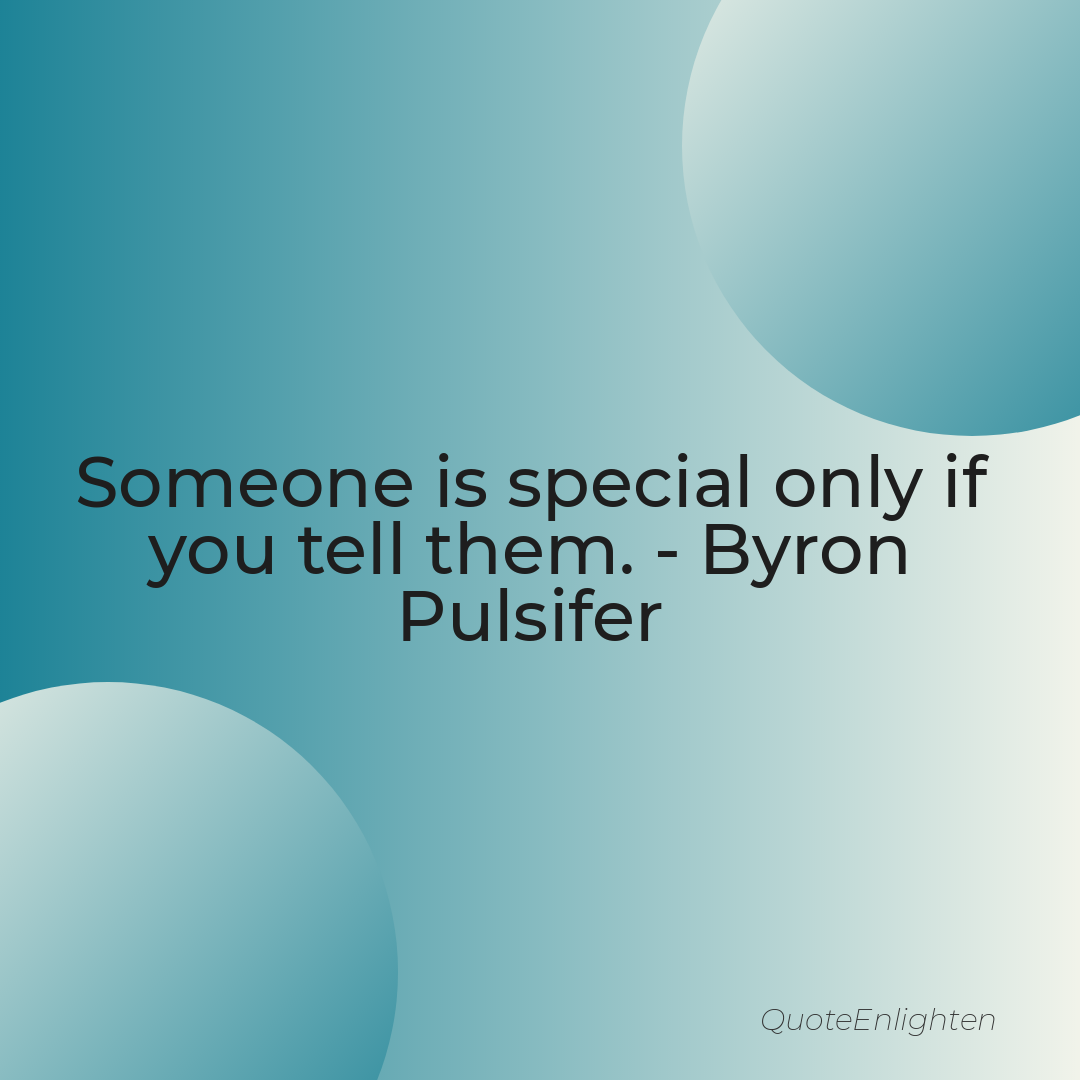 Someone is special only if
you tell them. - Byron
Pulsifer
QuoteEnlighten